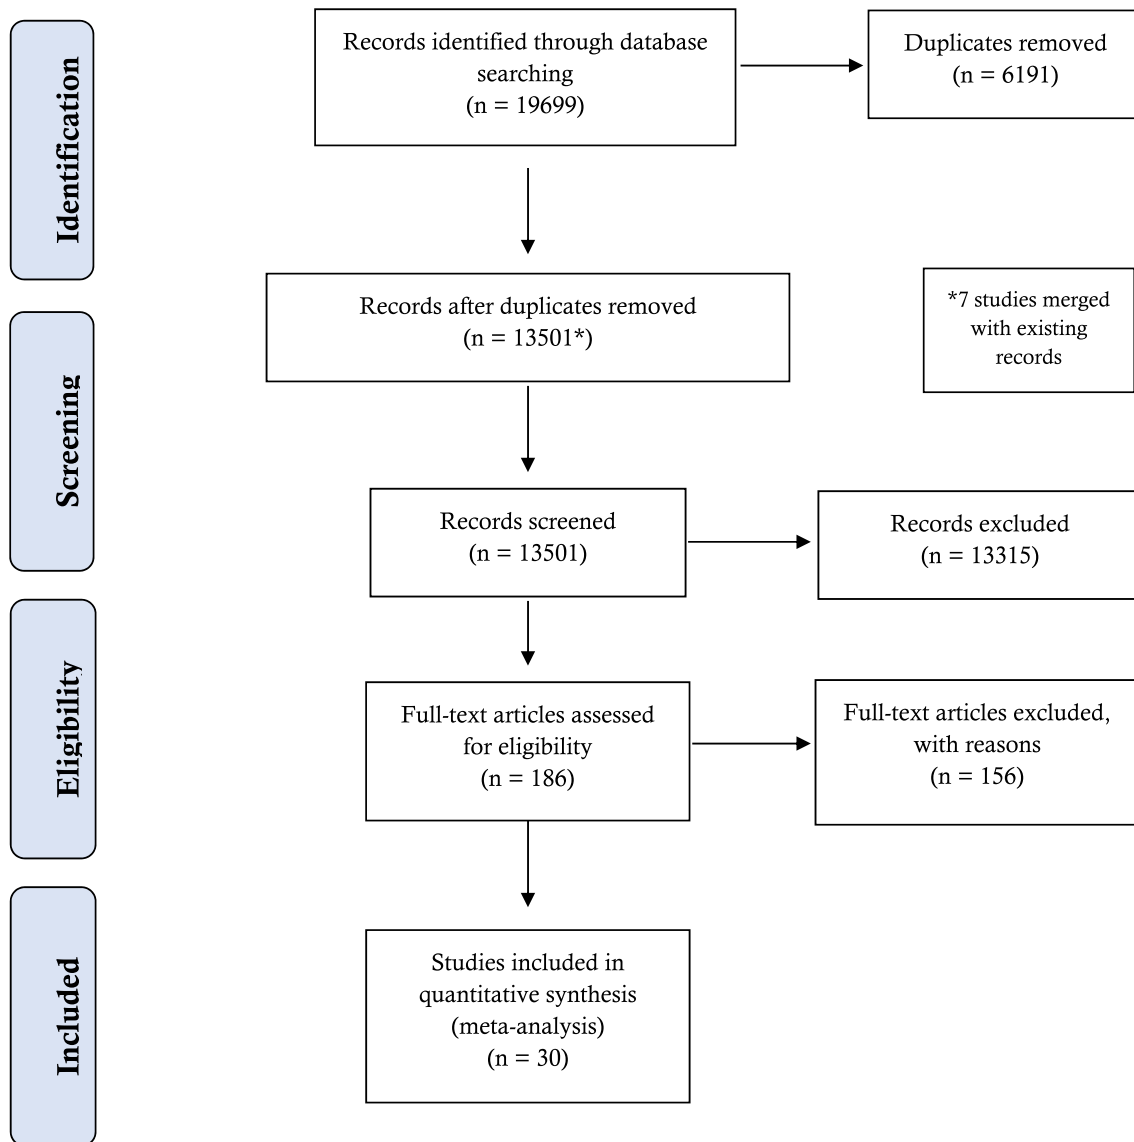 Identification
Records identified through database
searching
(n = 19699)
Duplicates removed
(n = 6191)
Records after duplicates removed
(n = 13501*)
*7 studies merged
with existing
records
Screening
Records screened
(n = 13501)
Records excluded
(n = 13315)
Eligibility
Full-text articles assessed
for eligibility
(n = 186)
Full-text articles excluded,
with reasons
(n = 156)
Included
Studies included in
quantitative synthesis
(meta-analysis)
(n = 30)